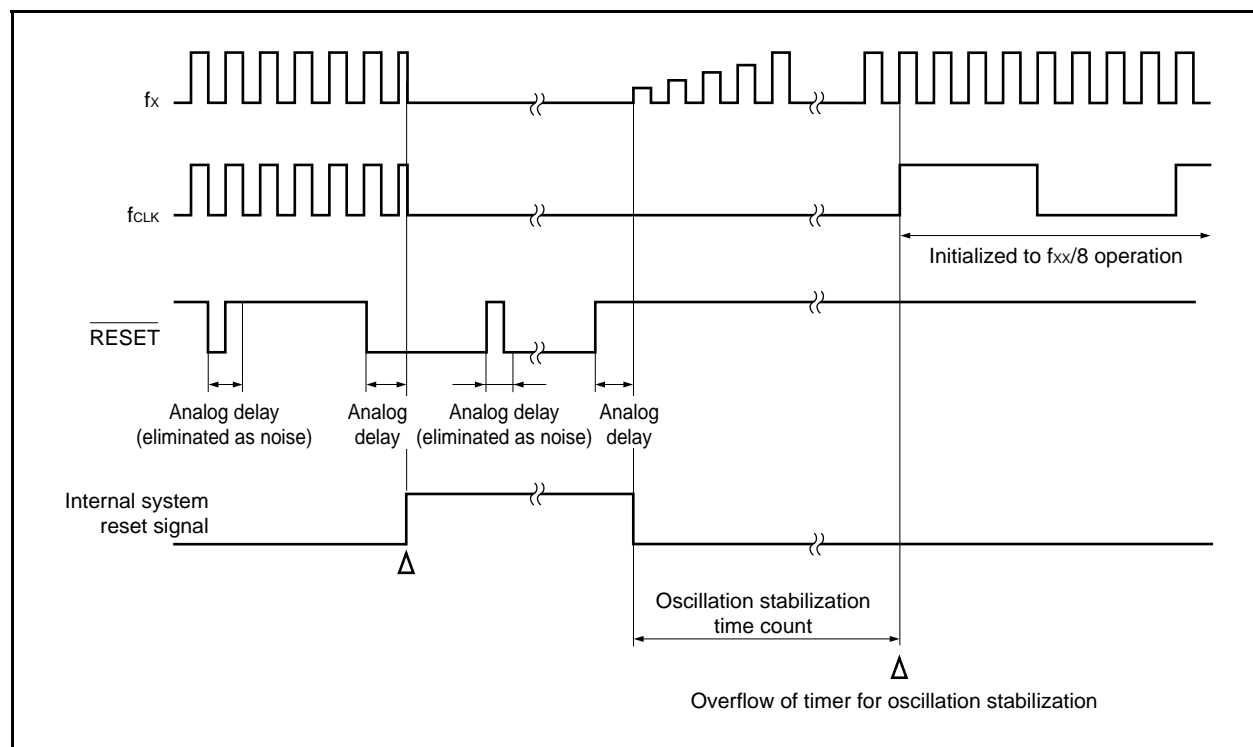 fX
fCLK
Initialized to fXX/8 operation
RESET
Analog delay
(eliminated as noise)
Analog
delay
Analog delay
(eliminated as noise)
Analog
delay
Internal system
reset signal
Oscillation stabilization
time count
Overflow of timer for oscillation stabilization